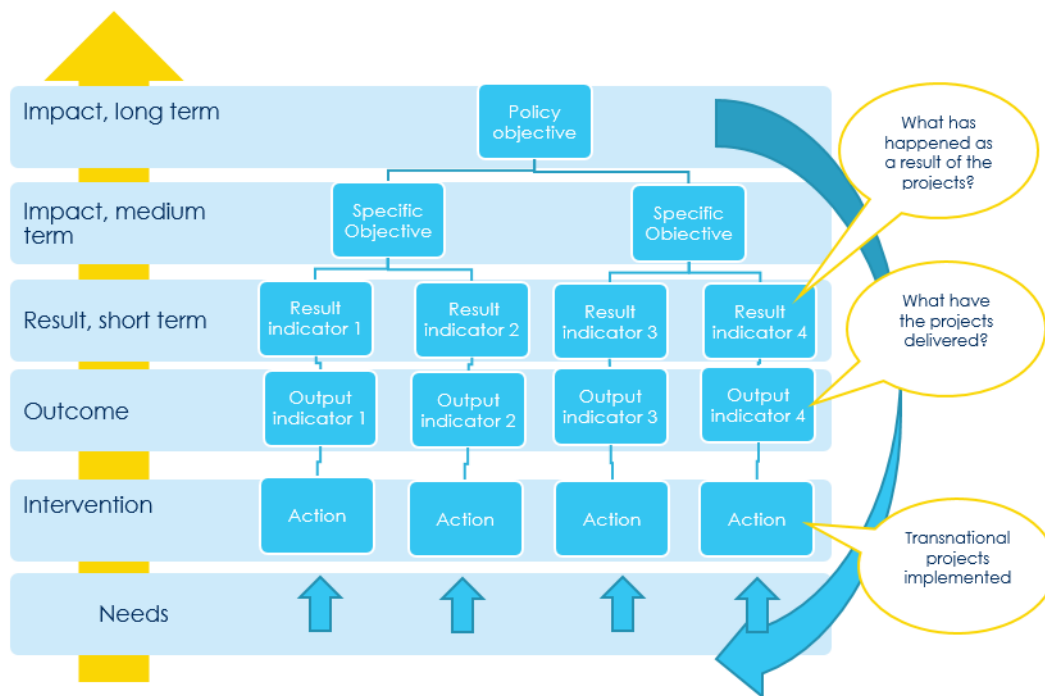 Impact, long term
Policy
objective
What has
happened as
a result of the
projects?
Impact, medium
term
Specific
Objective
Specific
Objective
Result, short term
Result
indicator 1
Result
indicator 2
Result
indicator 3
Result
indicator 4
What have
the projects
delivered?
Outcome
Output
indicator 1
Output
indicator 2
Output
indicator 3
Output
indicator 4
Intervention
Action
Action
Action
Action
Transnational
projects
implemented
Needs